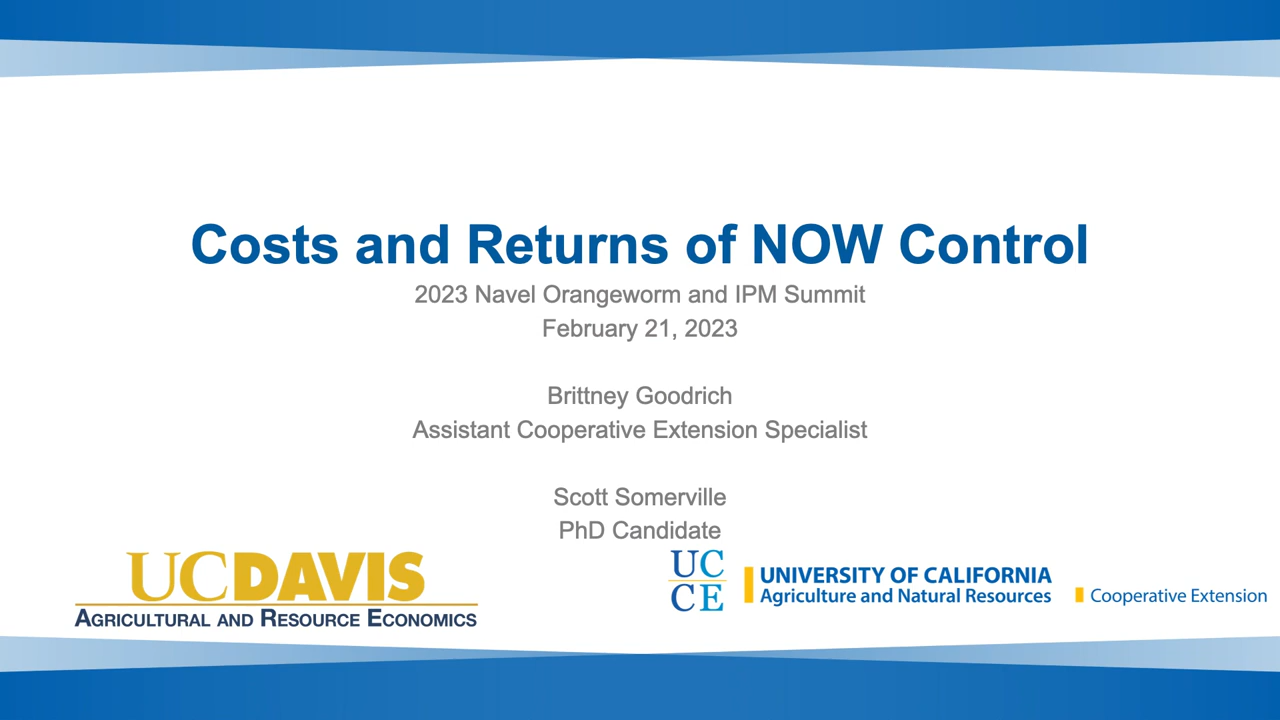 Costs and Returns of NOW Control
2023 Navel Orangeworm and IPM Summit
February 21, 2023
Brittney Goodrich
Assistant Cooperative Extension Specialist
Scott Somerville
PhD Candidate
UCDAVIS
AGRICULTURAL AND RESOURCE ECONOMICS
UC
CE
UNIVERSITY OF CALIFORNIA
Agriculture and Natural Resources
Cooperative Extension